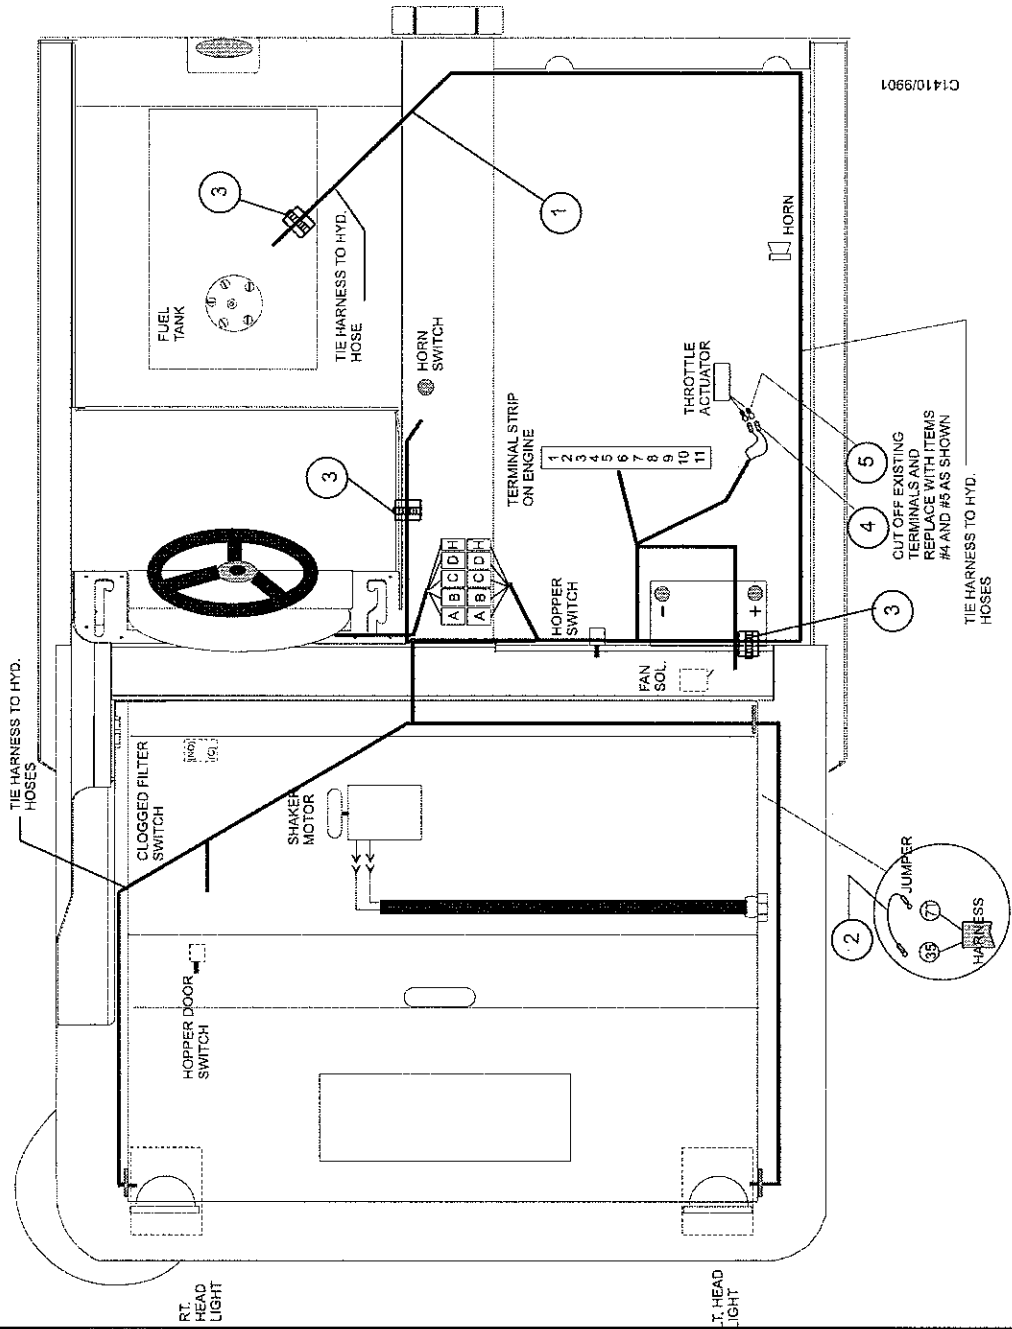 C1410/9901
FUEL
TANK
3
TIE HARNESS TO HYD.
HOSE
1
HORN
SWITCH
HORN
THROTTLE
ACTUATOR
TERMINAL STRIP
ON ENGINE
1
2
3
4
5
6
7
8
9
10
11
3
5
4
CUT OFF EXISTING
TERMINALS AND
REPLACE WITH ITEMS
#4 AND #5 AS SHOWN
TIE HARNESS TO HYD.
HOSES
A B C D H
A B C D H
HOPPER
SWITCH
-
+
3
FAN
SOL.
TIE HARNESS TO HYD.
HOSES
CLOGGED FILTER
SWITCH
(NO)
(C)
SHAKER
MOTOR
HOPPER DOOR
SWITCH
2
JUMPER
35
71
HARNESS
RT.
HEAD
LIGHT
LT. HEAD
LIGHT